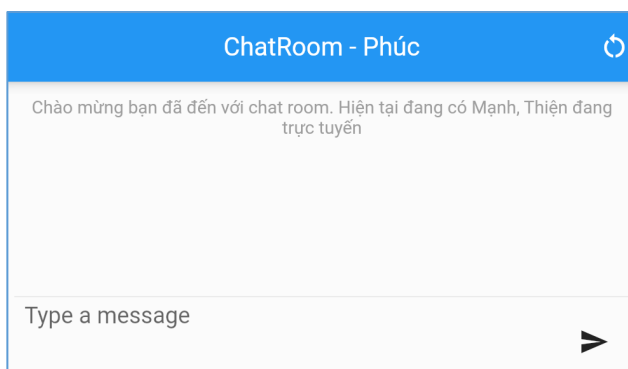 ChatRoom - Phúc
Chào mừng bạn đã đến với chat room. Hiện tại đang có Mạnh, Thiện đang
trực tuyến
Type a message